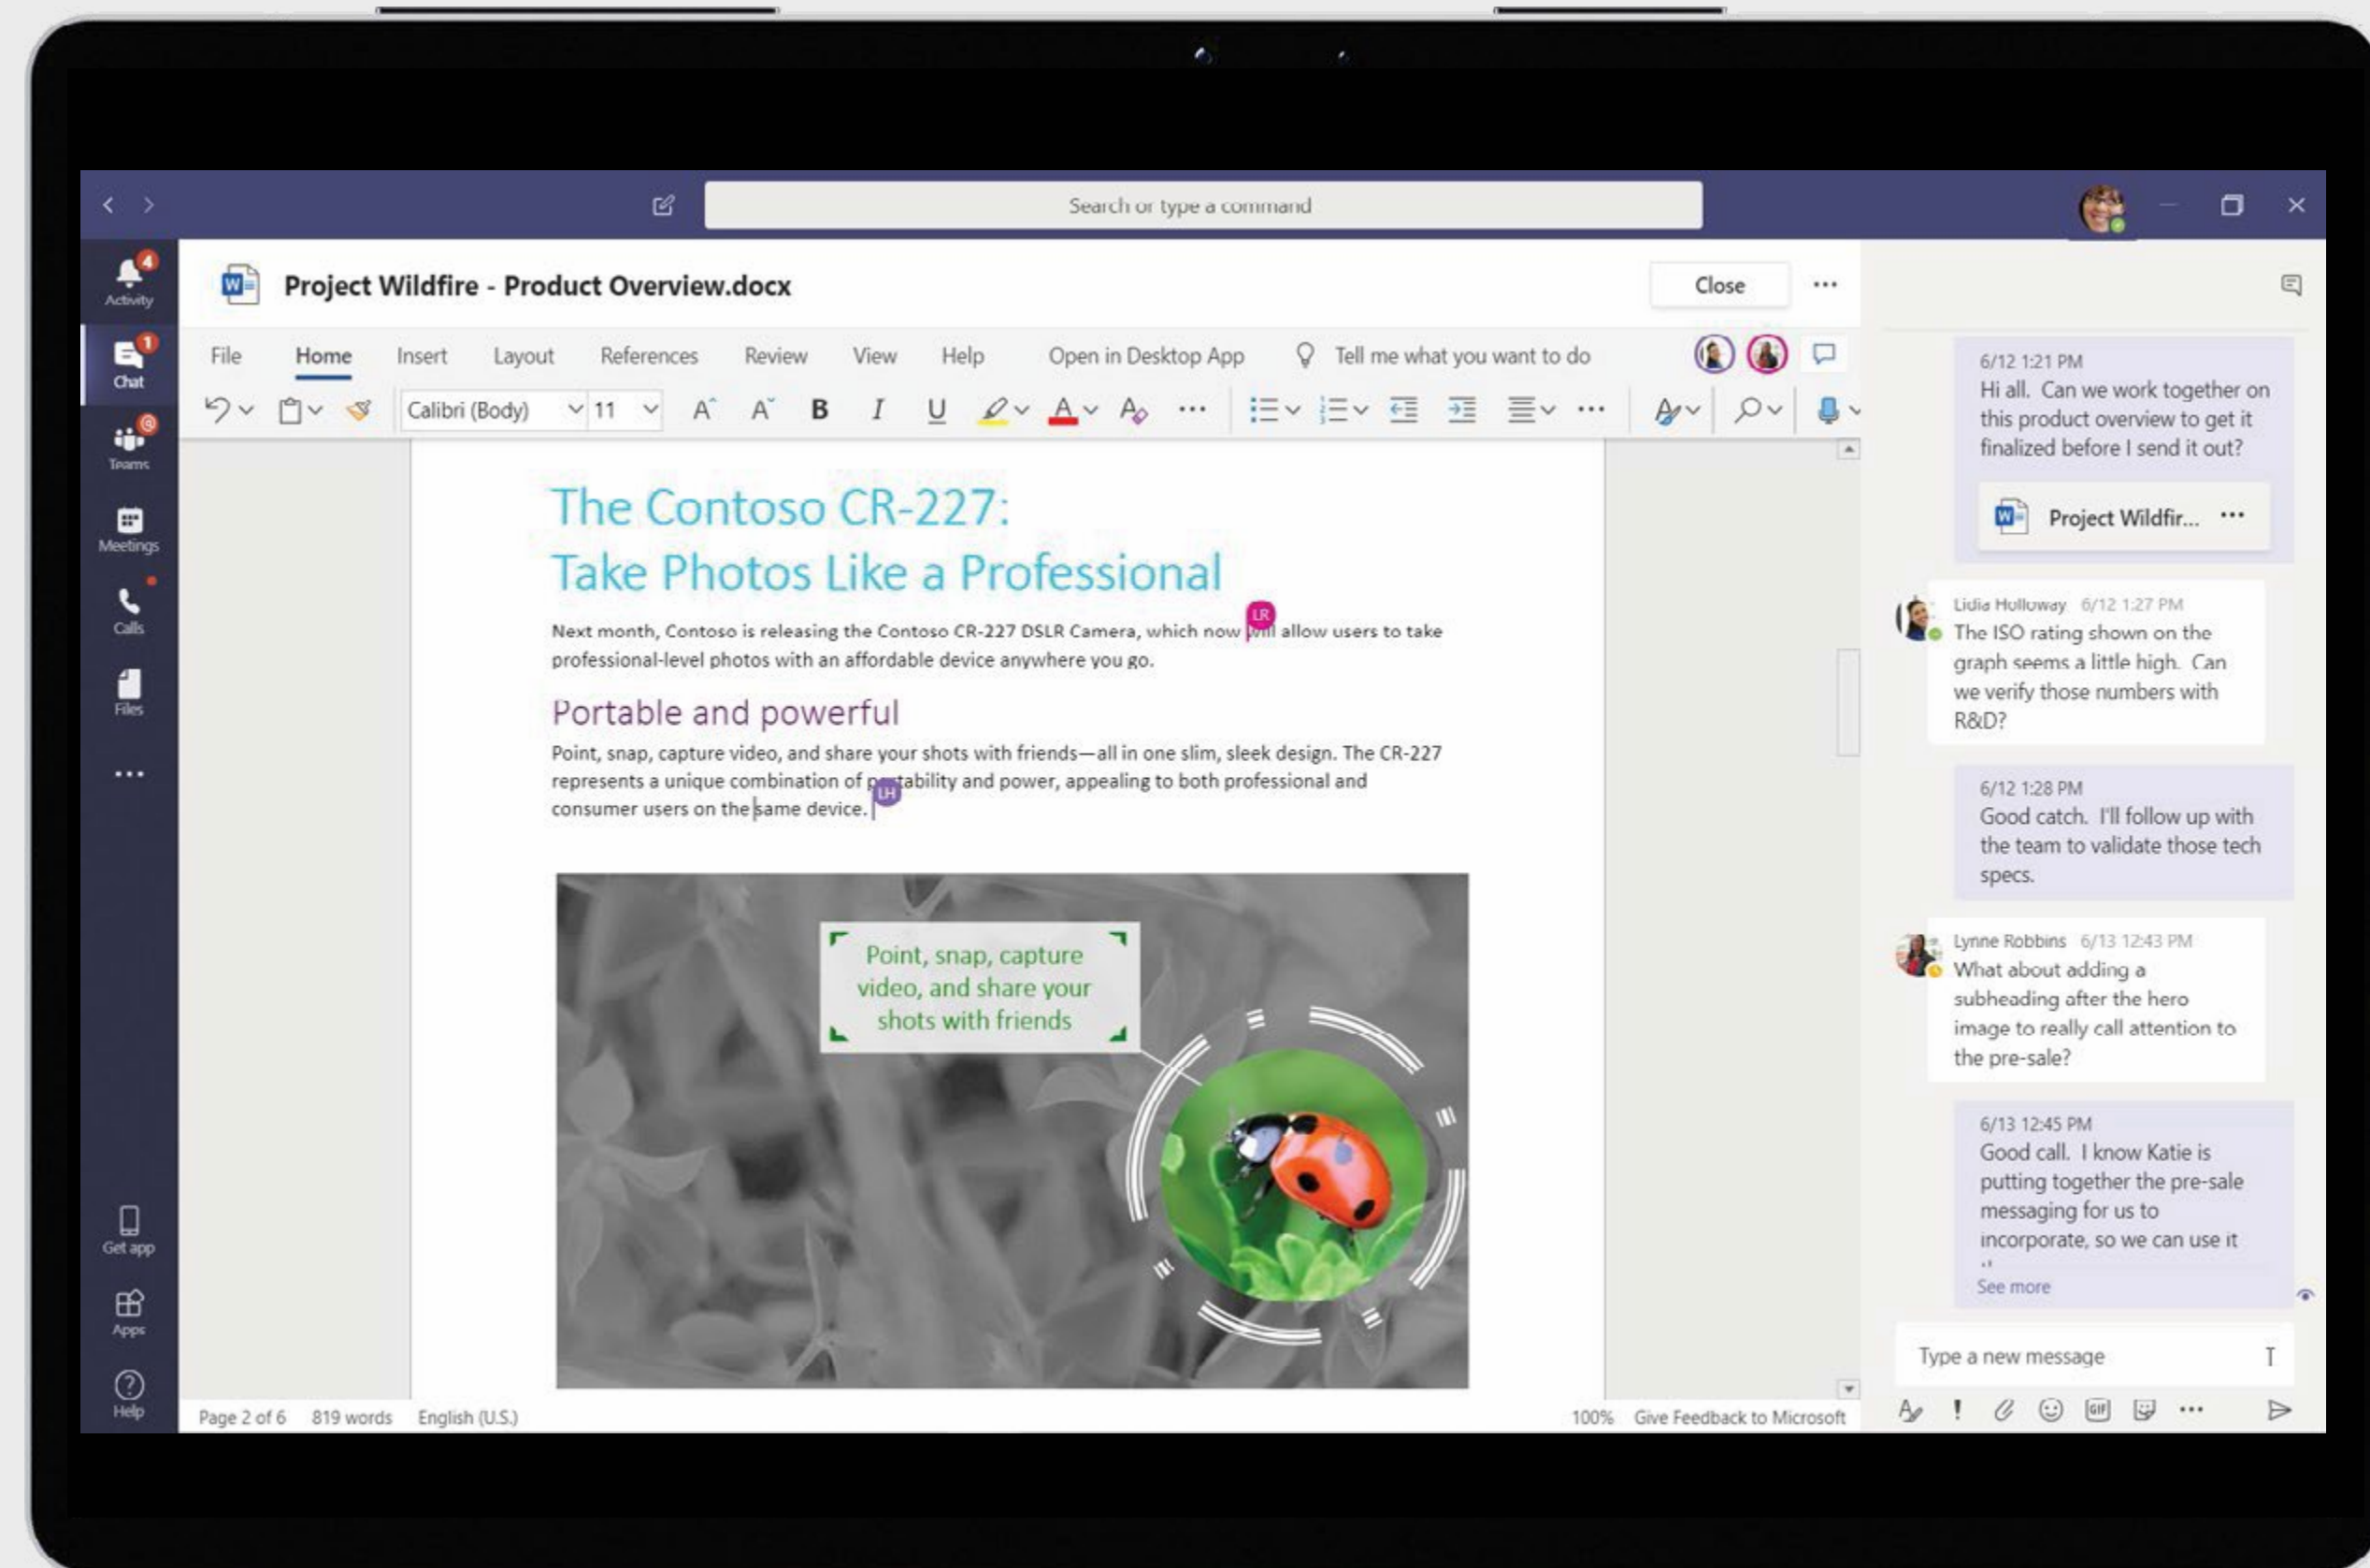 Search or type a command
4
Activity
1
Chat
@
Teams
Meetings
Calls
Files
Get app
Apps
Help
W
Project Wildfire - Product Overview.docx
Close
File Home Insert Layout References Review View Help Open in Desktop App Tell me what you want to do
Calibri (Body) 11 A A B I U A A
The Contoso CR-227:
Take Photos Like a Professional
LR
Next month, Contoso is releasing the Contoso CR-227 DSLR Camera, which now will allow users to take
professional-level photos with an affordable device anywhere you go.
Portable and powerful
Point, snap, capture video, and share your shots with friends—all in one slim, sleek design. The CR-227
represents a unique combination of portability and power, appealing to both professional and
LH
consumer users on the same device.
Point, snap, capture
video, and share your
shots with friends
Page 2 of 6 819 words English (U.S.)
100% Give Feedback to Microsoft
6/12 1:21 PM
Hi all. Can we work together on
this product overview to get it
finalized before I send it out?
W
Project Wildfir... ···
Lidia Holloway 6/12 1:27 PM
The ISO rating shown on the
graph seems a little high. Can
we verify those numbers with
R&D?
6/12 1:28 PM
Good catch. I'll follow up with
the team to validate those tech
specs.
Lynne Robbins 6/13 12:43 PM
What about adding a
subheading after the hero
image to really call attention to
the pre-sale?
6/13 12:45 PM
Good call. I know Katie is
putting together the pre-sale
messaging for us to
incorporate, so we can use it
See more
Type a new message
GIF